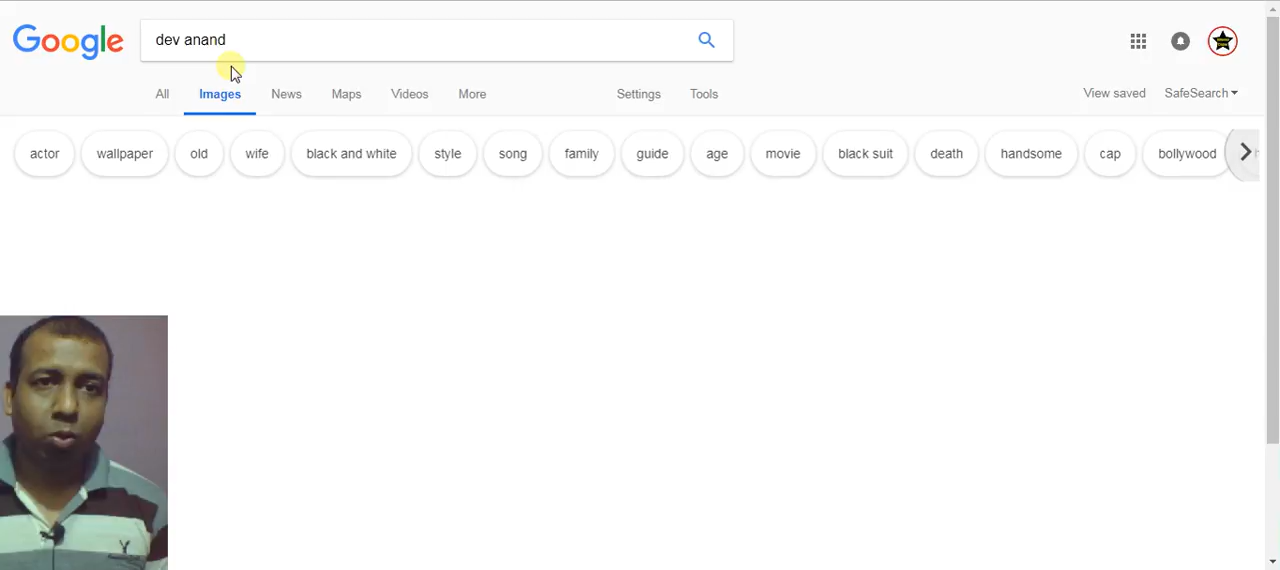 Google dev anand
All Images News Maps Videos More Settings Tools View saved SafeSearch
actor wallpaper old wife black and white style song family guide age movie black suit death handsome cap bollywood